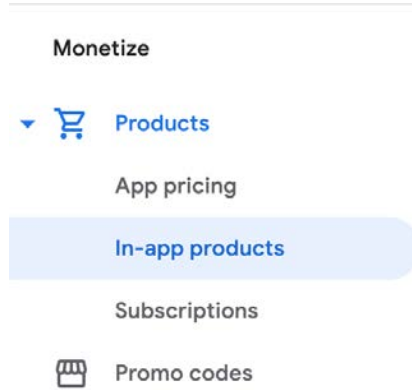 Monetize
Products
App pricing
In-app products
Subscriptions
Promo codes